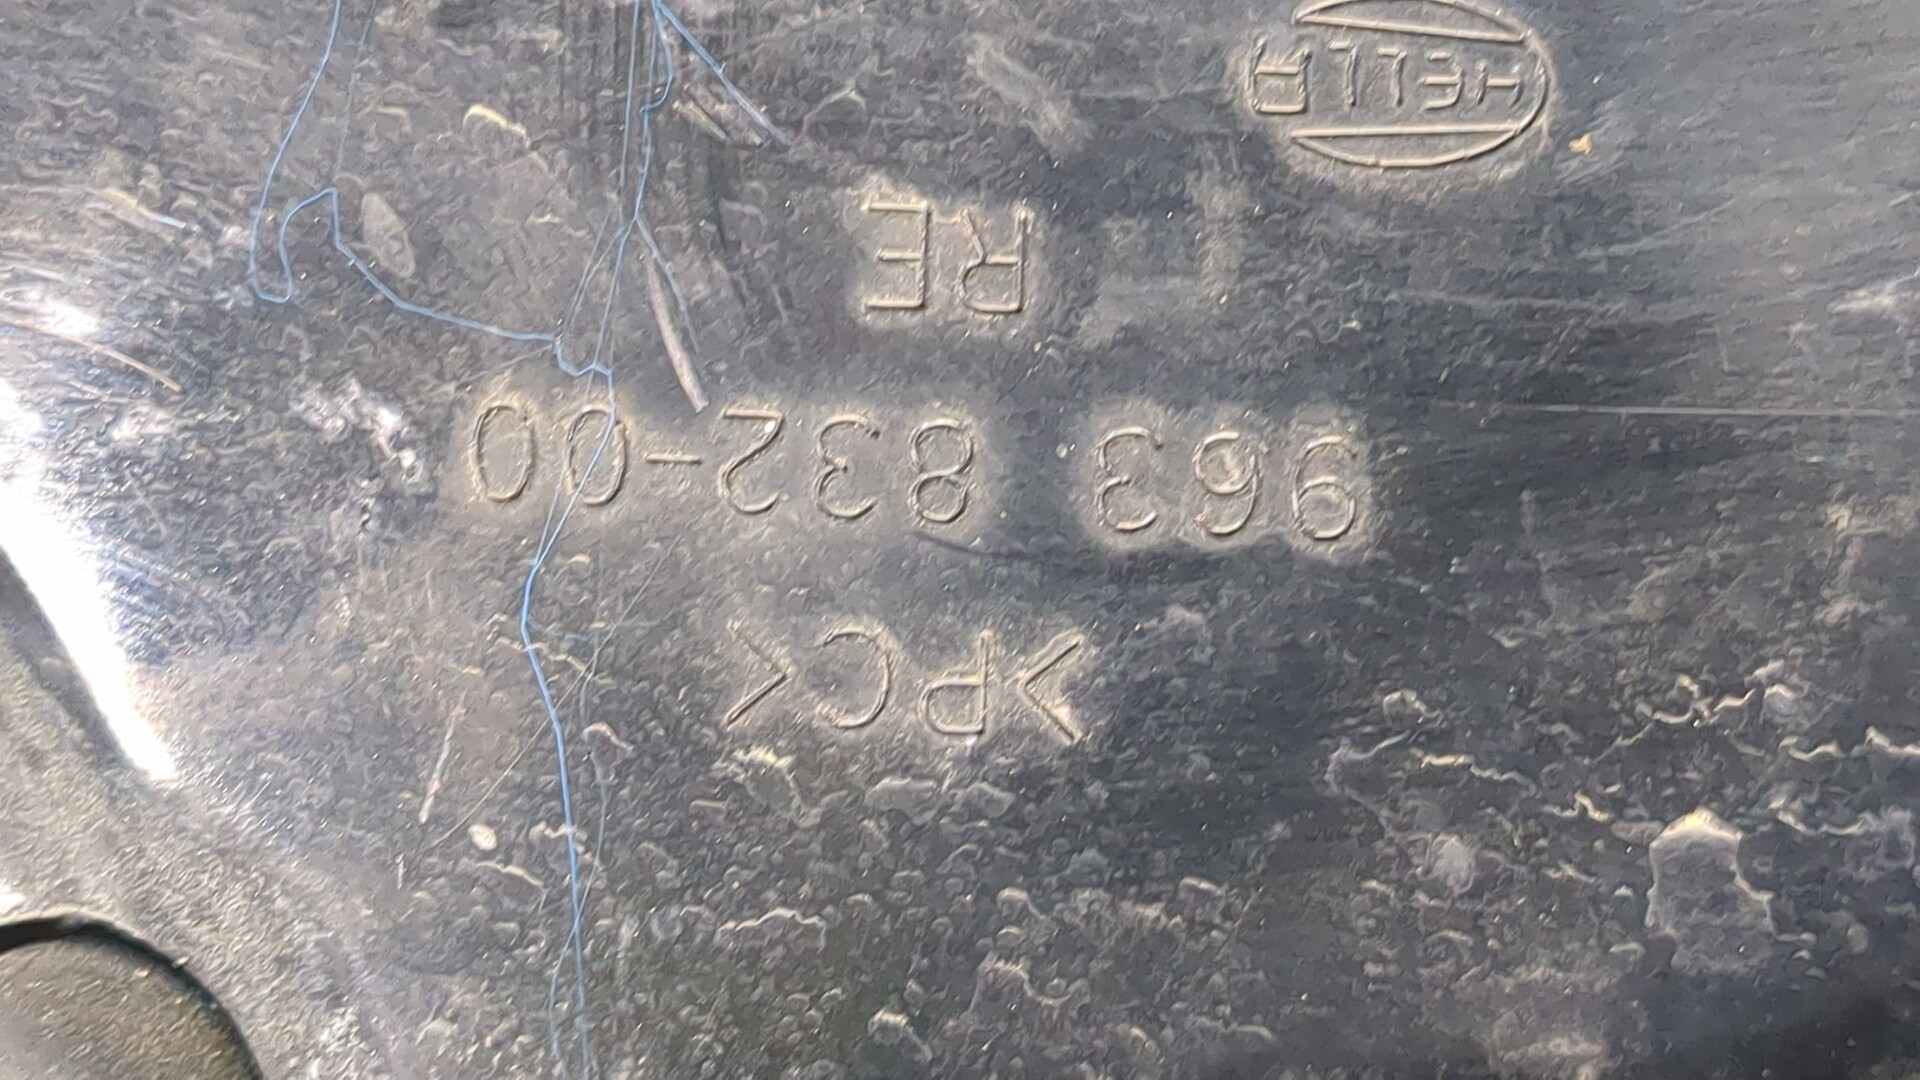 >PC<
963 832-00
RE
HELLA